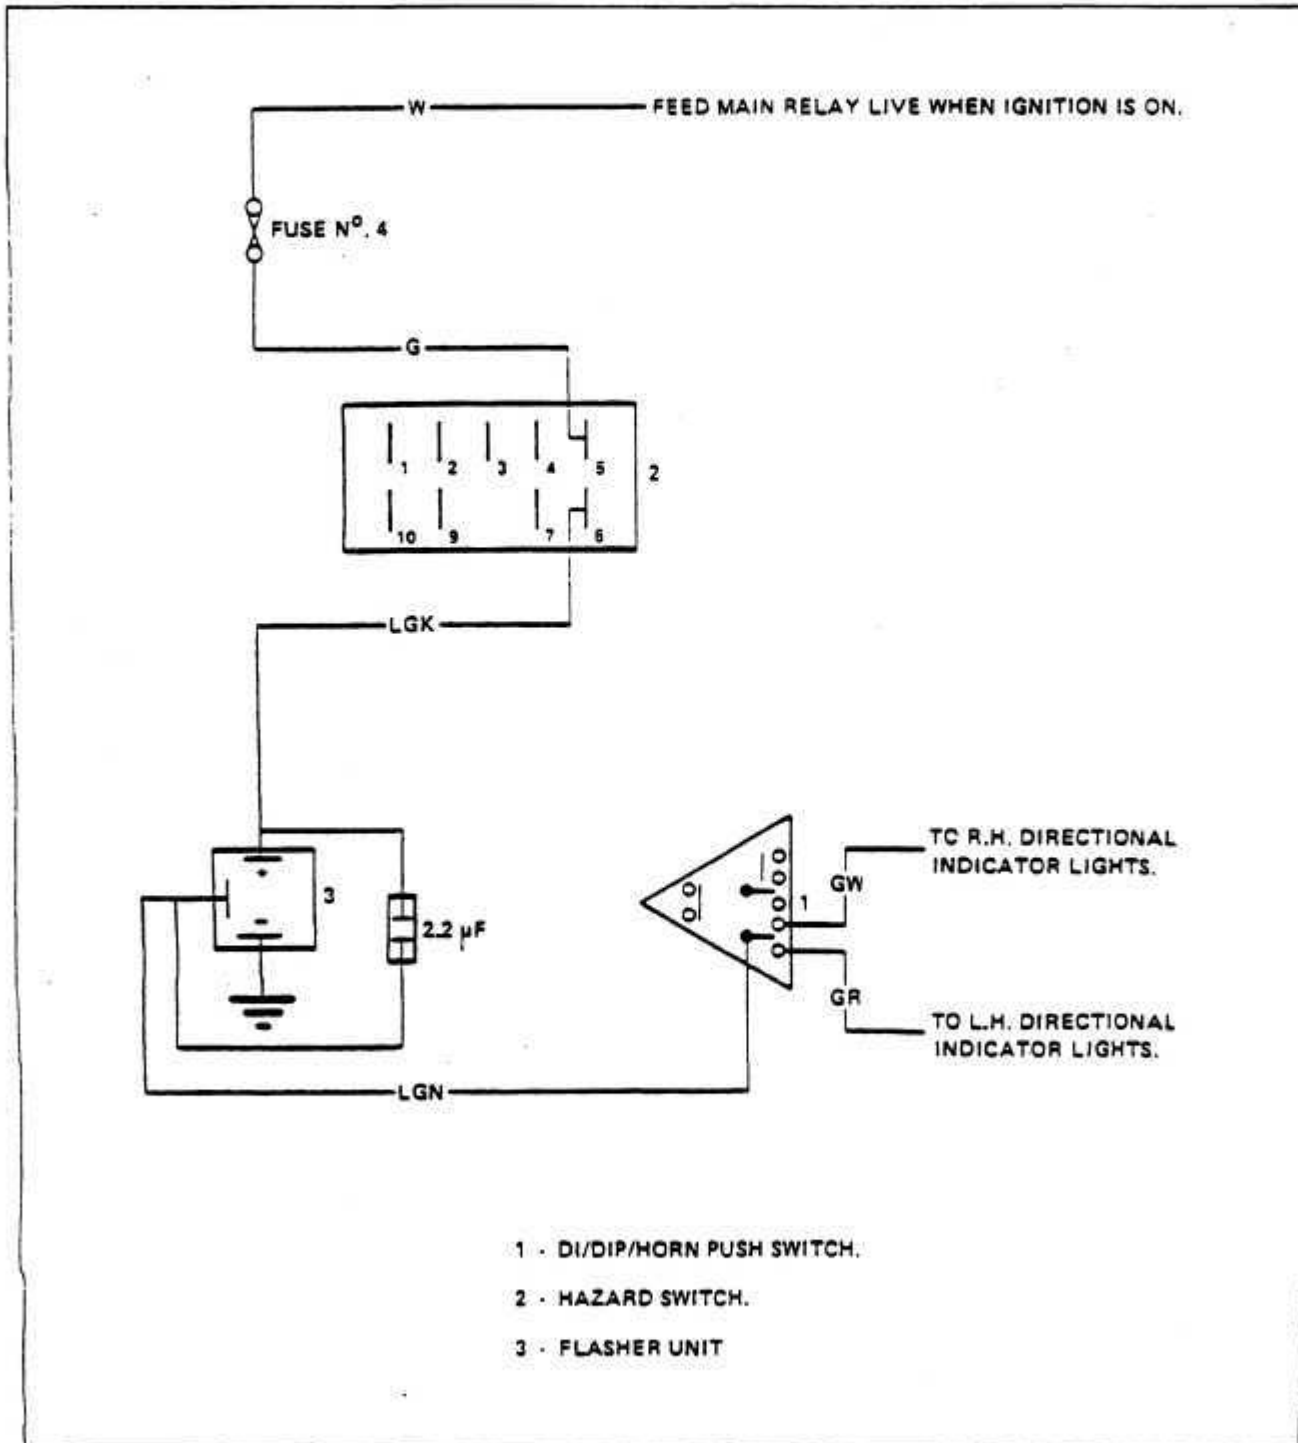 W
FEED MAIN RELAY LIVE WHEN IGNITION IS ON.
FUSE Nº. 4
G
1 2 3 4 5
2
10 9 7 6
LGK
TC R.H. DIRECTIONAL
INDICATOR LIGHTS.
GW
3
1
2.2 µF
GR
TO L.H. DIRECTIONAL
INDICATOR LIGHTS.
LGN
1 - DI/DIP/HORN PUSH SWITCH.
2 - HAZARD SWITCH.
3 - FLASHER UNIT